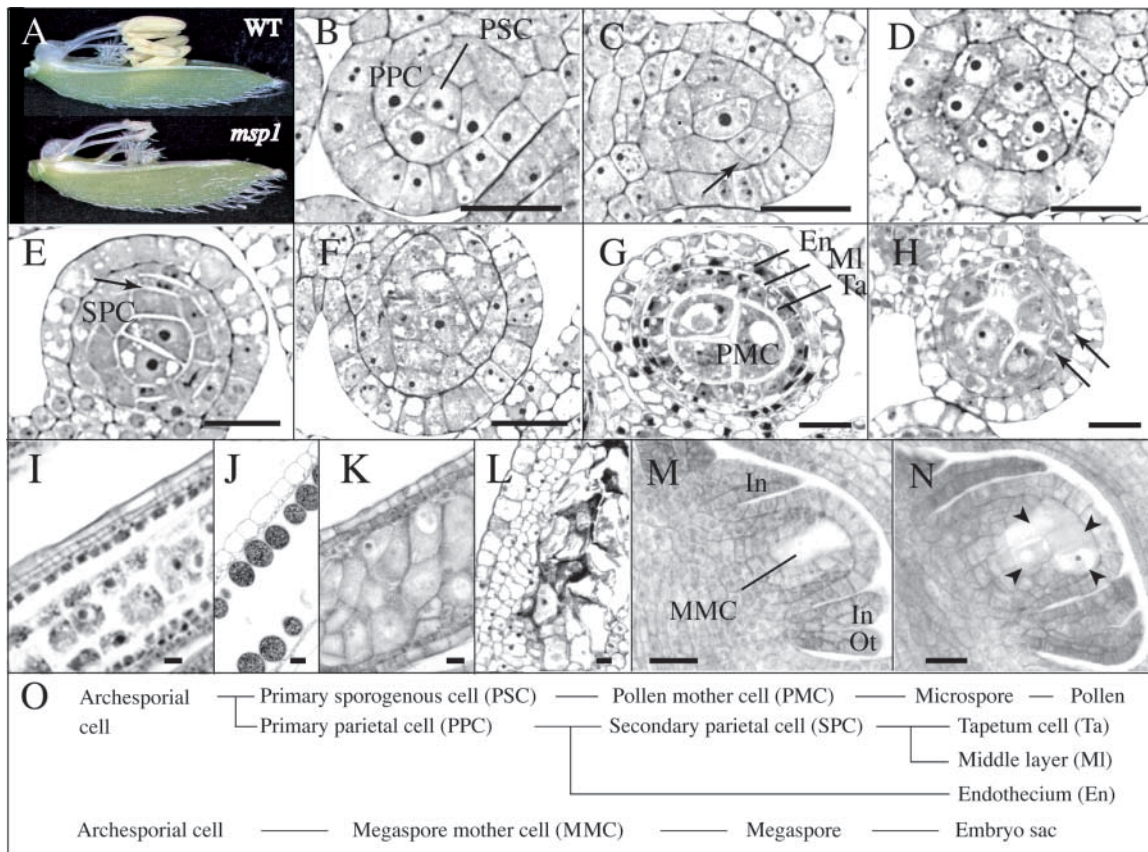 A
WT
msp1
B
PSC
PPC
C
D
E
SPC
F
G
En
Ml
Ta
PMC
H
I
J
K
L
M
In
MMC
In
Ot
N
O
Archesporial cell
Primary sporogenous cell (PSC)
Pollen mother cell (PMC)
Microspore
Pollen
Primary parietal cell (PPC)
Secondary parietal cell (SPC)
Tapetum cell (Ta)
Middle layer (Ml)
Endothecium (En)
Archesporial cell
Megaspore mother cell (MMC)
Megaspore
Embryo sac